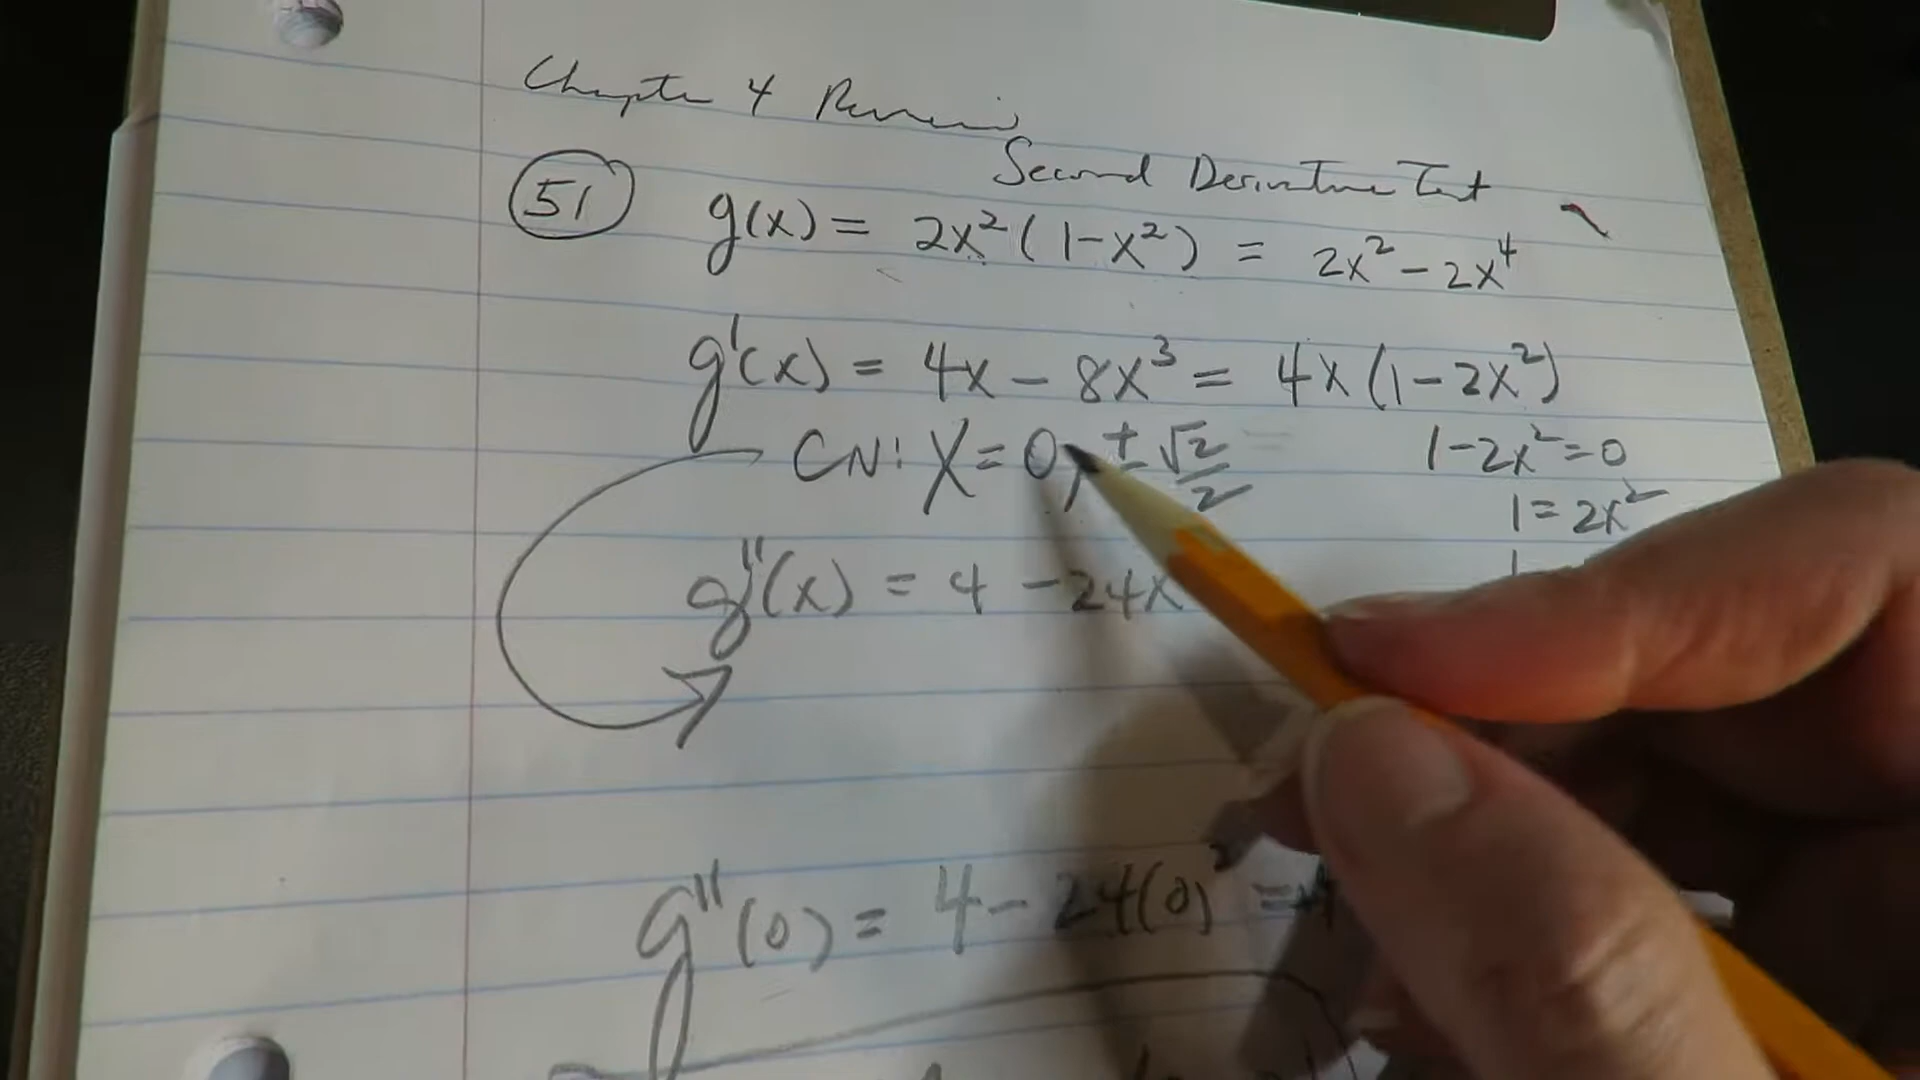 Chapter 4 Review
Second Derivative Test
51 g(x) = 2x²(1-x²) = 2x² - 2x⁴
g'(x) = 4x - 8x³ = 4x(1-2x²)
CN: X = 0, ± √2/2
1-2x²=0
1 = 2x²
g''(x) = 4 - 24x
g''(0) = 4 - 24(0)² =